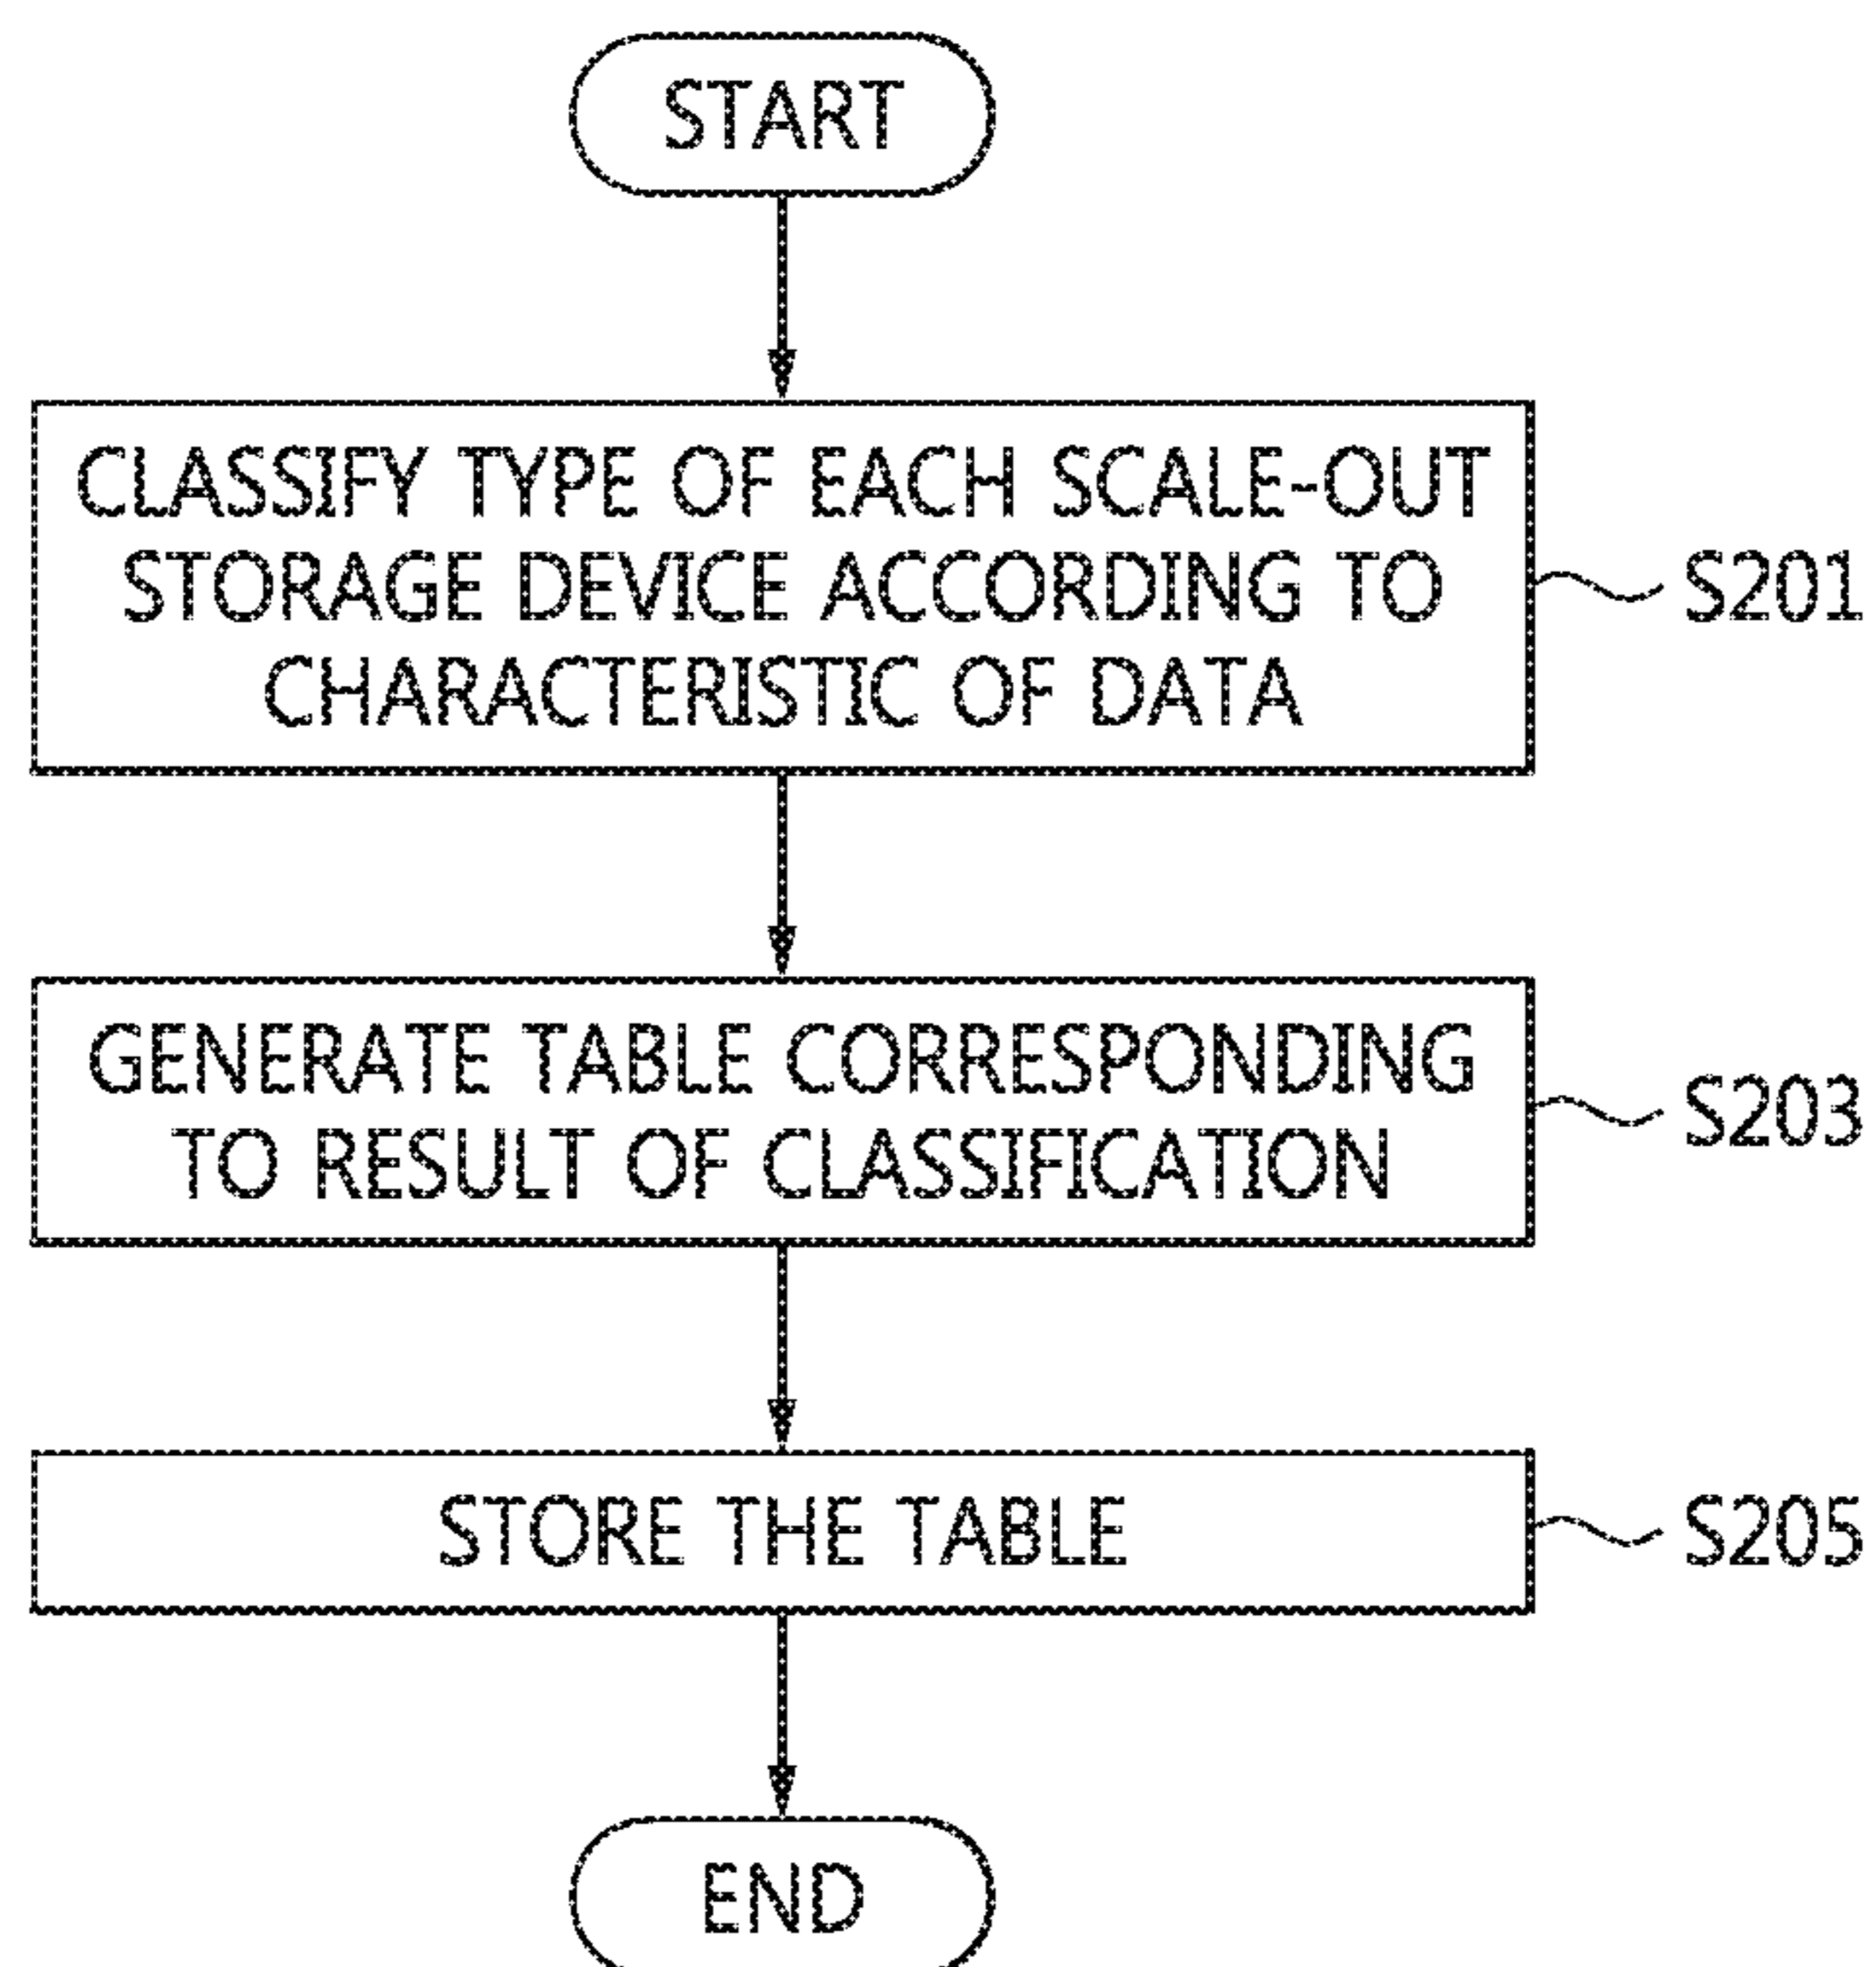 START
CLASSIFY TYPE OF EACH SCALE-OUT
STORAGE DEVICE ACCORDING TO
CHARACTERISTIC OF DATA
S201
GENERATE TABLE CORRESPONDING
TO RESULT OF CLASSIFICATION
S203
STORE THE TABLE
S205
END